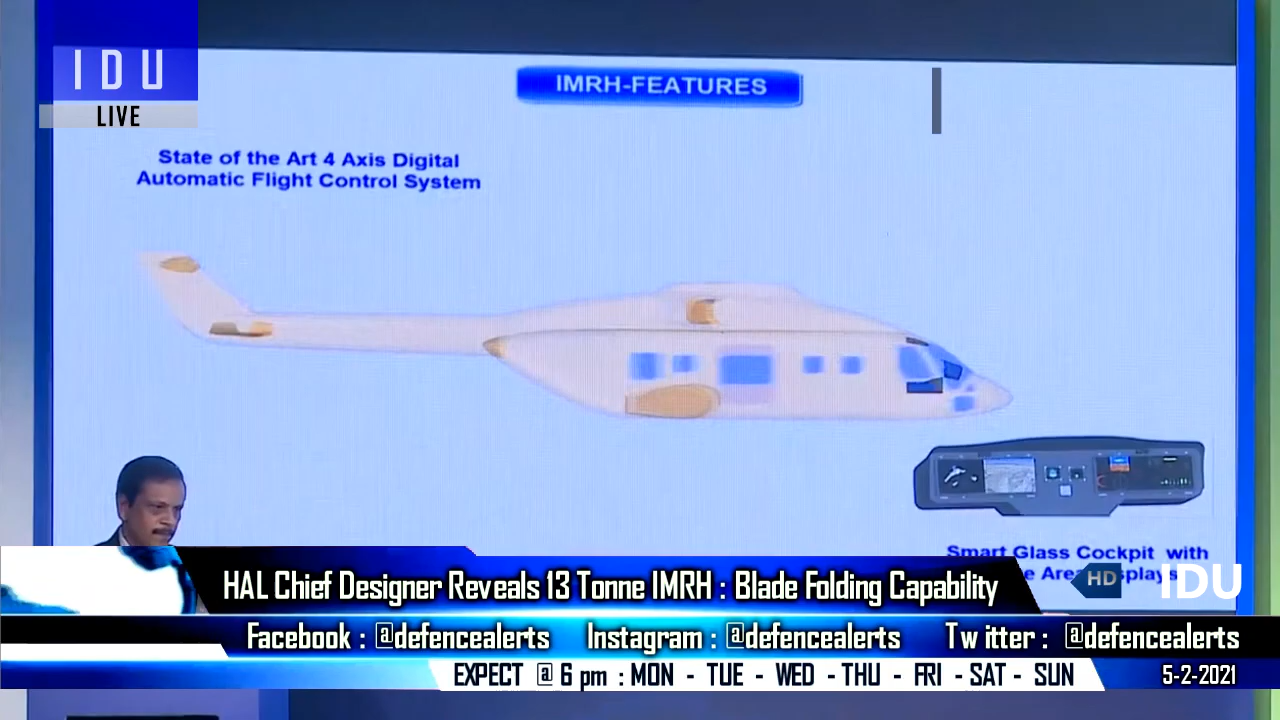 IDU
LIVE
IMRH-FEATURES
State of the Art 4 Axis Digital
Automatic Flight Control System
Smart Glass Cockpit with
HD
IDU
HAL Chief Designer Reveals 13 Tonne IMRH : Blade Folding Capability
Facebook : @defencealerts Instagram : @defencealerts Tw itter : @defencealerts
EXPECT @ 6 pm : MON - TUE - WED - THU - FRI - SAT - SUN 5-2-2021